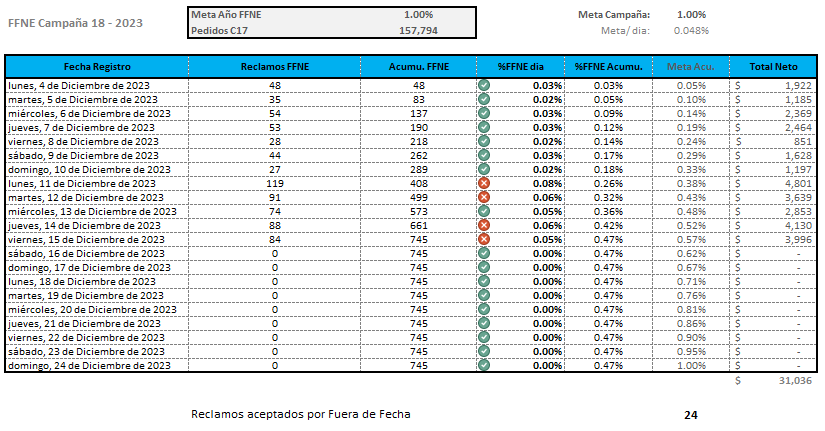 FFNE Campaña 18 - 2023
Meta Año FFNE 1.00%
Pedidos C17 157,794
Meta Campaña: 1.00%
Meta/ dia: 0.048%
Fecha Registro Reclamos FFNE Acumu. FFNE %FFNE dia %FFNE Acumu. Meta Acu. Total Neto
lunes, 4 de Diciembre de 2023 48 48 0.03% 0.03% 0.05% $ 1,922
martes, 5 de Diciembre de 2023 35 83 0.02% 0.05% 0.10% $ 1,185
miércoles, 6 de Diciembre de 2023 54 137 0.03% 0.09% 0.14% $ 2,369
jueves, 7 de Diciembre de 2023 53 190 0.03% 0.12% 0.19% $ 2,464
viernes, 8 de Diciembre de 2023 28 218 0.02% 0.14% 0.24% $ 851
sábado, 9 de Diciembre de 2023 44 262 0.03% 0.17% 0.29% $ 1,628
domingo, 10 de Diciembre de 2023 27 289 0.02% 0.18% 0.33% $ 1,197
lunes, 11 de Diciembre de 2023 119 408 0.08% 0.26% 0.38% $ 4,801
martes, 12 de Diciembre de 2023 91 499 0.06% 0.32% 0.43% $ 3,639
miércoles, 13 de Diciembre de 2023 74 573 0.05% 0.36% 0.48% $ 2,853
jueves, 14 de Diciembre de 2023 88 661 0.06% 0.42% 0.52% $ 4,130
viernes, 15 de Diciembre de 2023 84 745 0.05% 0.47% 0.57% $ 3,996
sábado, 16 de Diciembre de 2023 0 745 0.00% 0.47% 0.62% $ -
domingo, 17 de Diciembre de 2023 0 745 0.00% 0.47% 0.67% $ -
lunes, 18 de Diciembre de 2023 0 745 0.00% 0.47% 0.71% $ -
martes, 19 de Diciembre de 2023 0 745 0.00% 0.47% 0.76% $ -
miércoles, 20 de Diciembre de 2023 0 745 0.00% 0.47% 0.81% $ -
jueves, 21 de Diciembre de 2023 0 745 0.00% 0.47% 0.86% $ -
viernes, 22 de Diciembre de 2023 0 745 0.00% 0.47% 0.90% $ -
sábado, 23 de Diciembre de 2023 0 745 0.00% 0.47% 0.95% $ -
domingo, 24 de Diciembre de 2023 0 745 0.00% 0.47% 1.00% $ -
$ 31,036
Reclamos aceptados por Fuera de Fecha 24